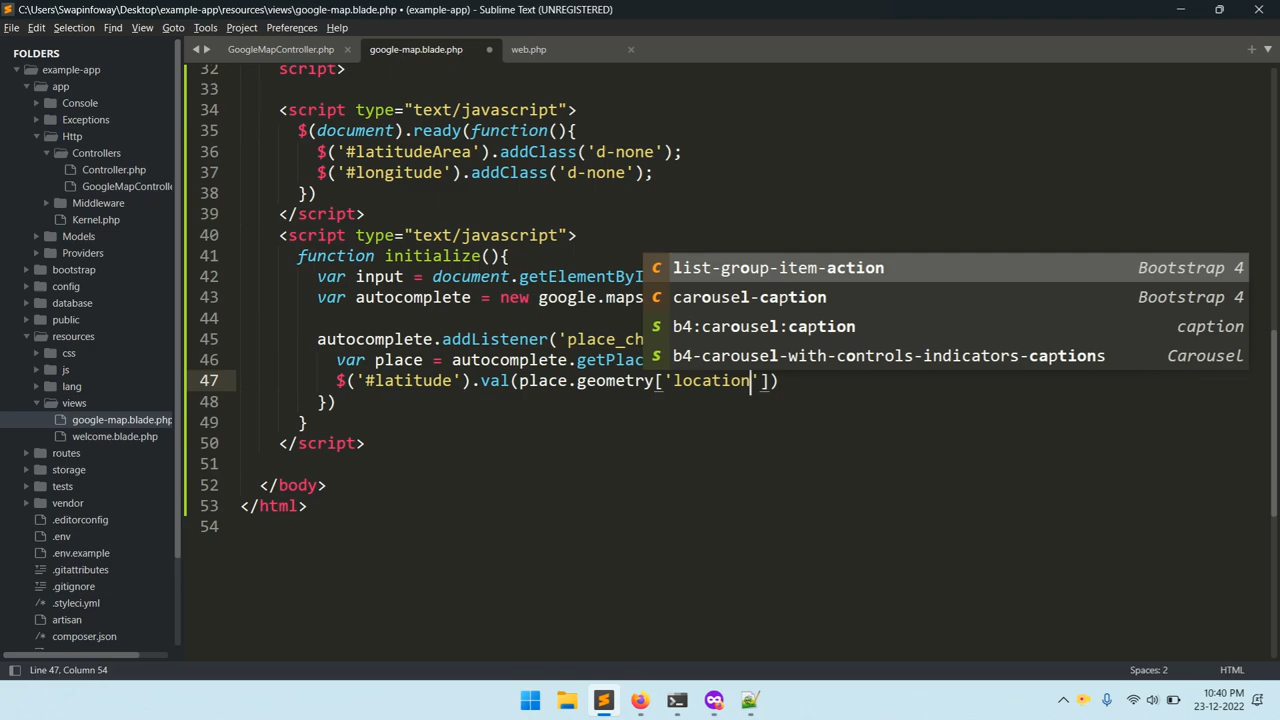 C:\Users\Swapinfoway\Desktop\example-app\resources\views\google-map.blade.php • (example-app) - Sublime Text (UNREGISTERED)
File Edit Selection Find View Goto Tools Project Preferences Help
FOLDERS
example-app
app
Console
Exceptions
Http
Controllers
Controller.php
GoogleMapControlle
Middleware
Kernel.php
Models
Providers
bootstrap
config
database
public
resources
css
js
lang
views
google-map.blade.php
welcome.blade.php
routes
storage
tests
vendor
.editorconfig
.env
.env.example
.gitattributes
.gitignore
.styleci.yml
artisan
composer.json
GoogleMapController.php
google-map.blade.php
web.php
32 script>
33
34 <script type="text/javascript">
35 $(document).ready(function(){
36 $('#latitudeArea').addClass('d-none');
37 $('#longitude').addClass('d-none');
38 })
39 </script>
40 <script type="text/javascript">
41 function initialize(){
42 var input = document.getElementByI
43 var autocomplete = new google.maps
44
45 autocomplete.addListener('place_ch
46 var place = autocomplete.getPlac
47 $('#latitude').val(place.geometry['location'])
48 })
49 }
50 </script>
51
52 </body>
53 </html>
54
c list-group-item-action Bootstrap 4
c carousel-caption Bootstrap 4
s b4:carousel:caption caption
s b4-carousel-with-controls-indicators-captions Carousel
Line 47, Column 54
Spaces: 2
HTML
10:40 PM
23-12-2022